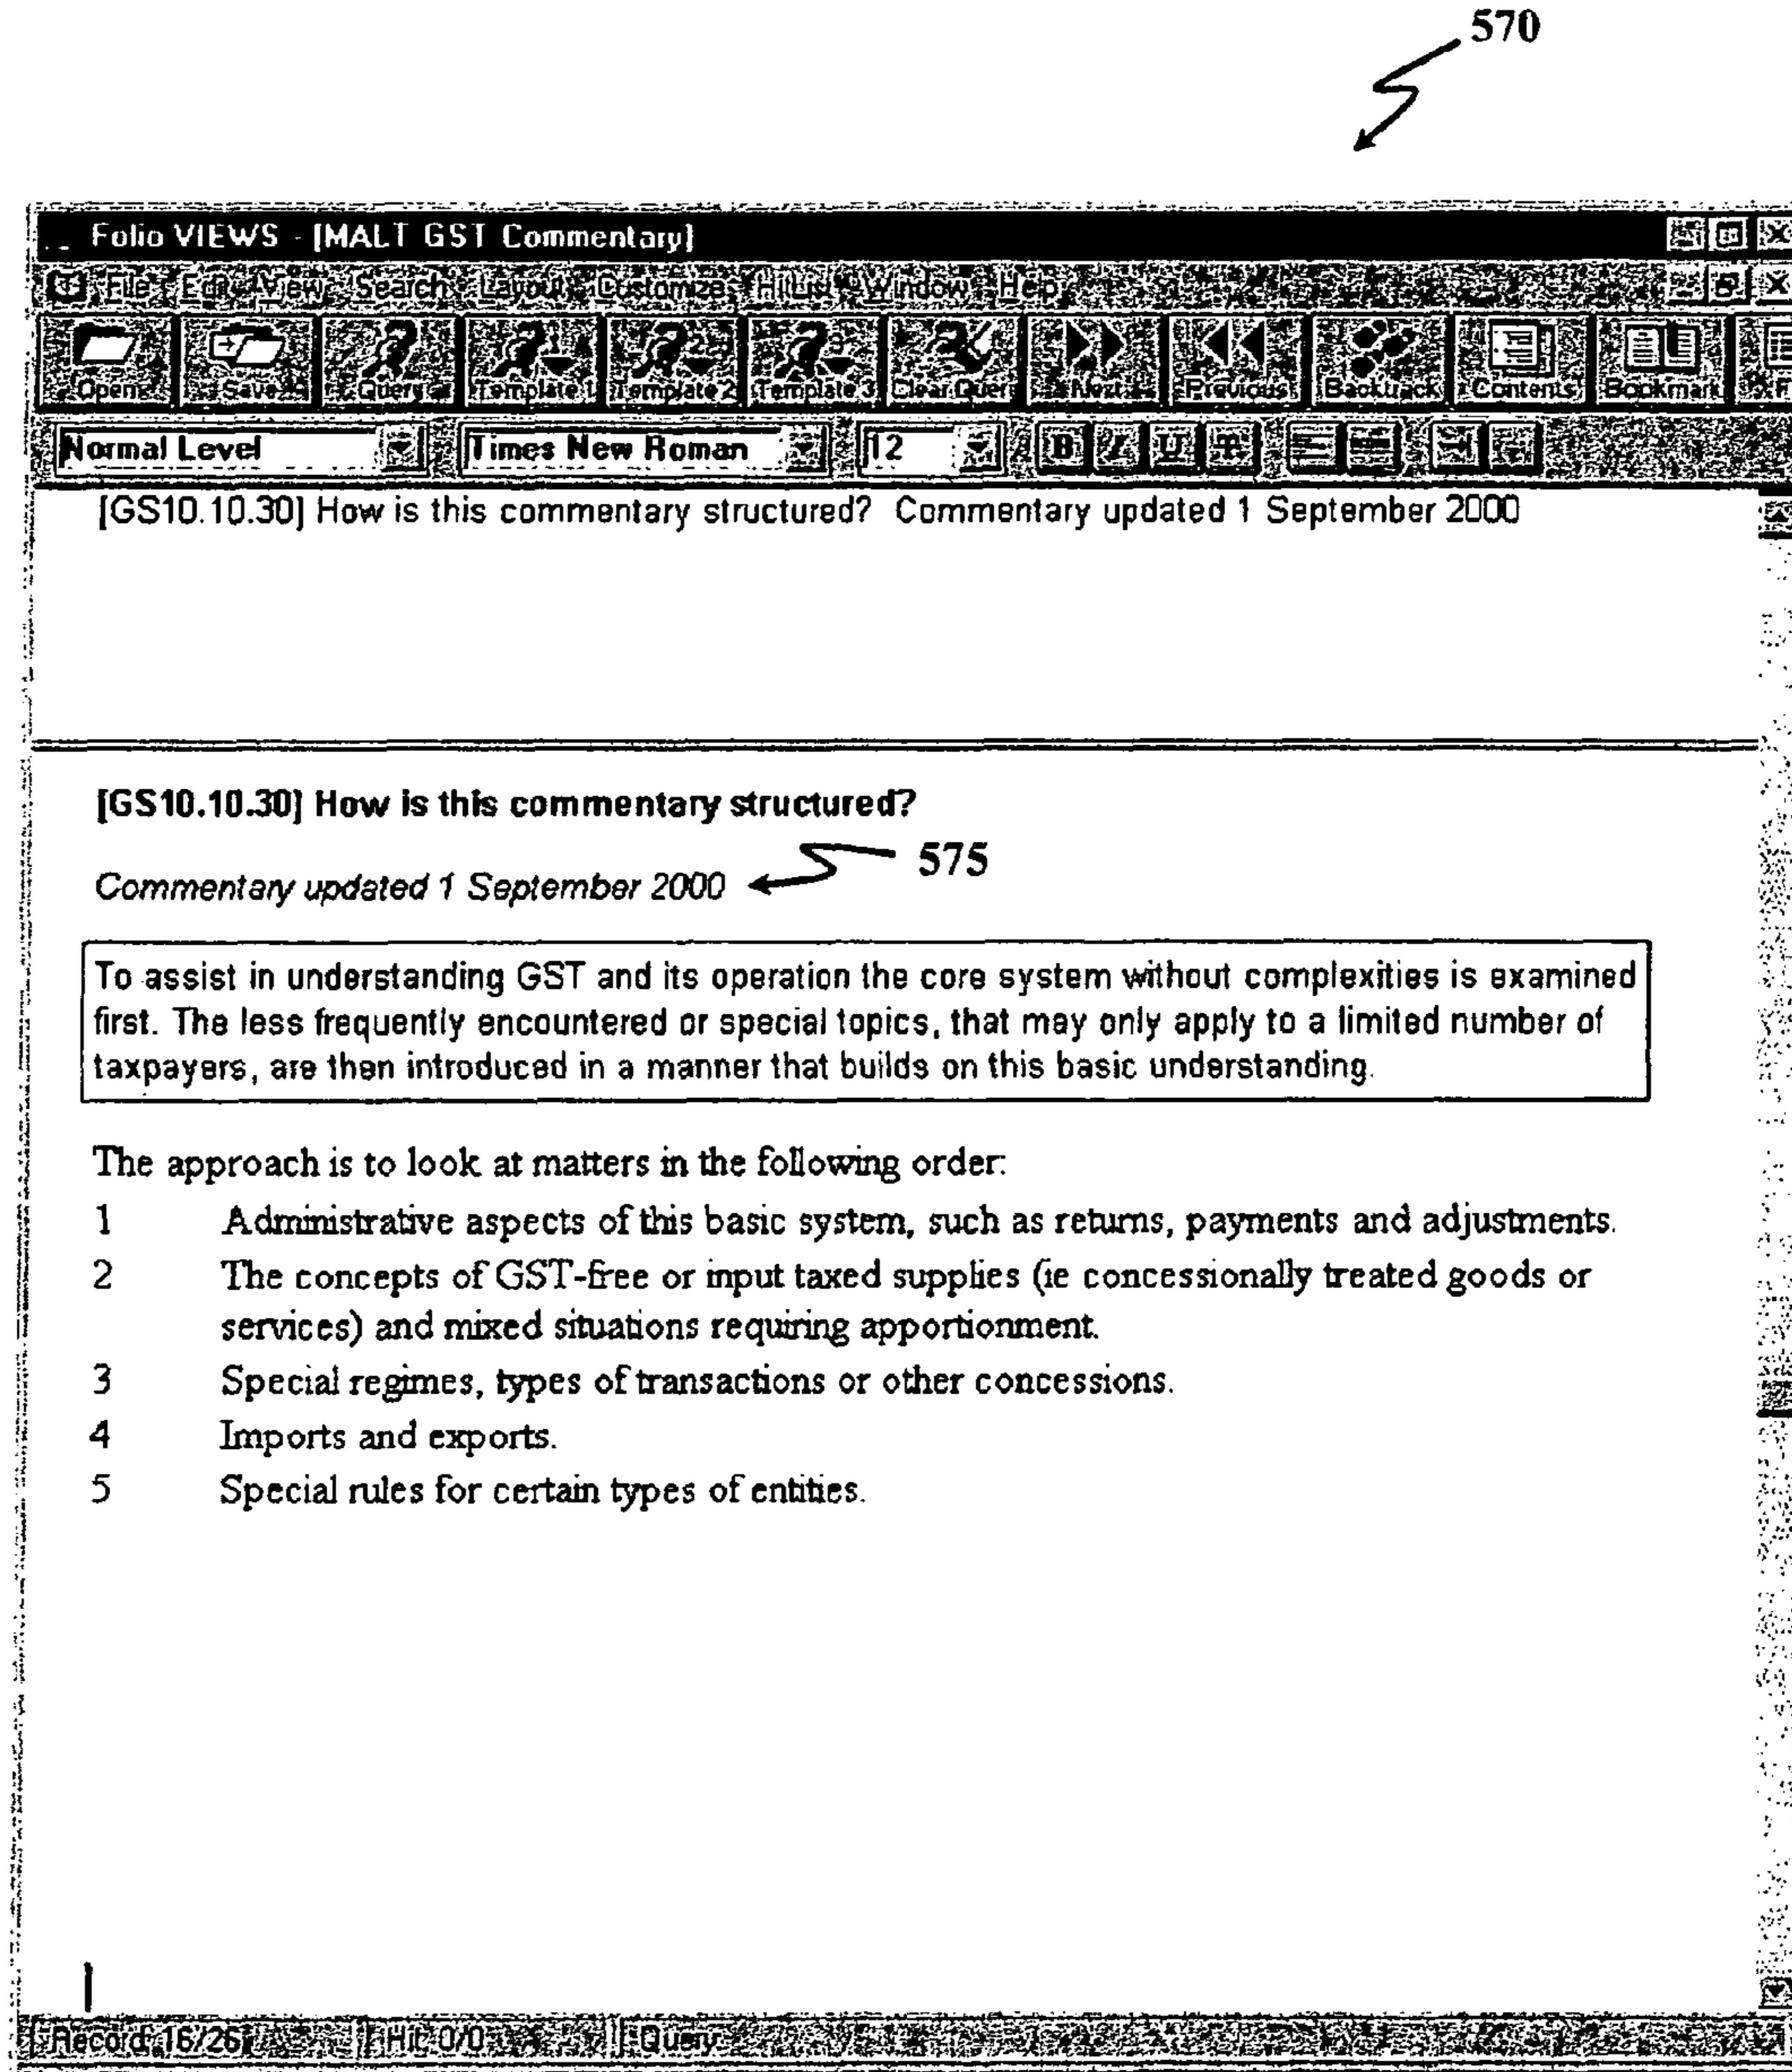 570
Folio VIEWS - [MALT GST Commentary]
File Edit View Search Layout Customize HitList Window Help
Open Save Query Template 1 Template 2 Template 3 Clear Quer Next Previous Backtrack Contents Bookmark
Normal Level Times New Roman 12 B I U
[GS10.10.30] How is this commentary structured? Commentary updated 1 September 2000
[GS10.10.30] How is this commentary structured?
575
Commentary updated 1 September 2000
To assist in understanding GST and its operation the core system without complexities is examined
first. The less frequently encountered or special topics, that may only apply to a limited number of
taxpayers, are then introduced in a manner that builds on this basic understanding.
The approach is to look at matters in the following order:
1 Administrative aspects of this basic system, such as returns, payments and adjustments.
2 The concepts of GST-free or input taxed supplies (ie concessionally treated goods or
services) and mixed situations requiring apportionment.
3 Special regimes, types of transactions or other concessions.
4 Imports and exports.
5 Special rules for certain types of entities.
Record: 16/26 Hit: 0/0 Query: